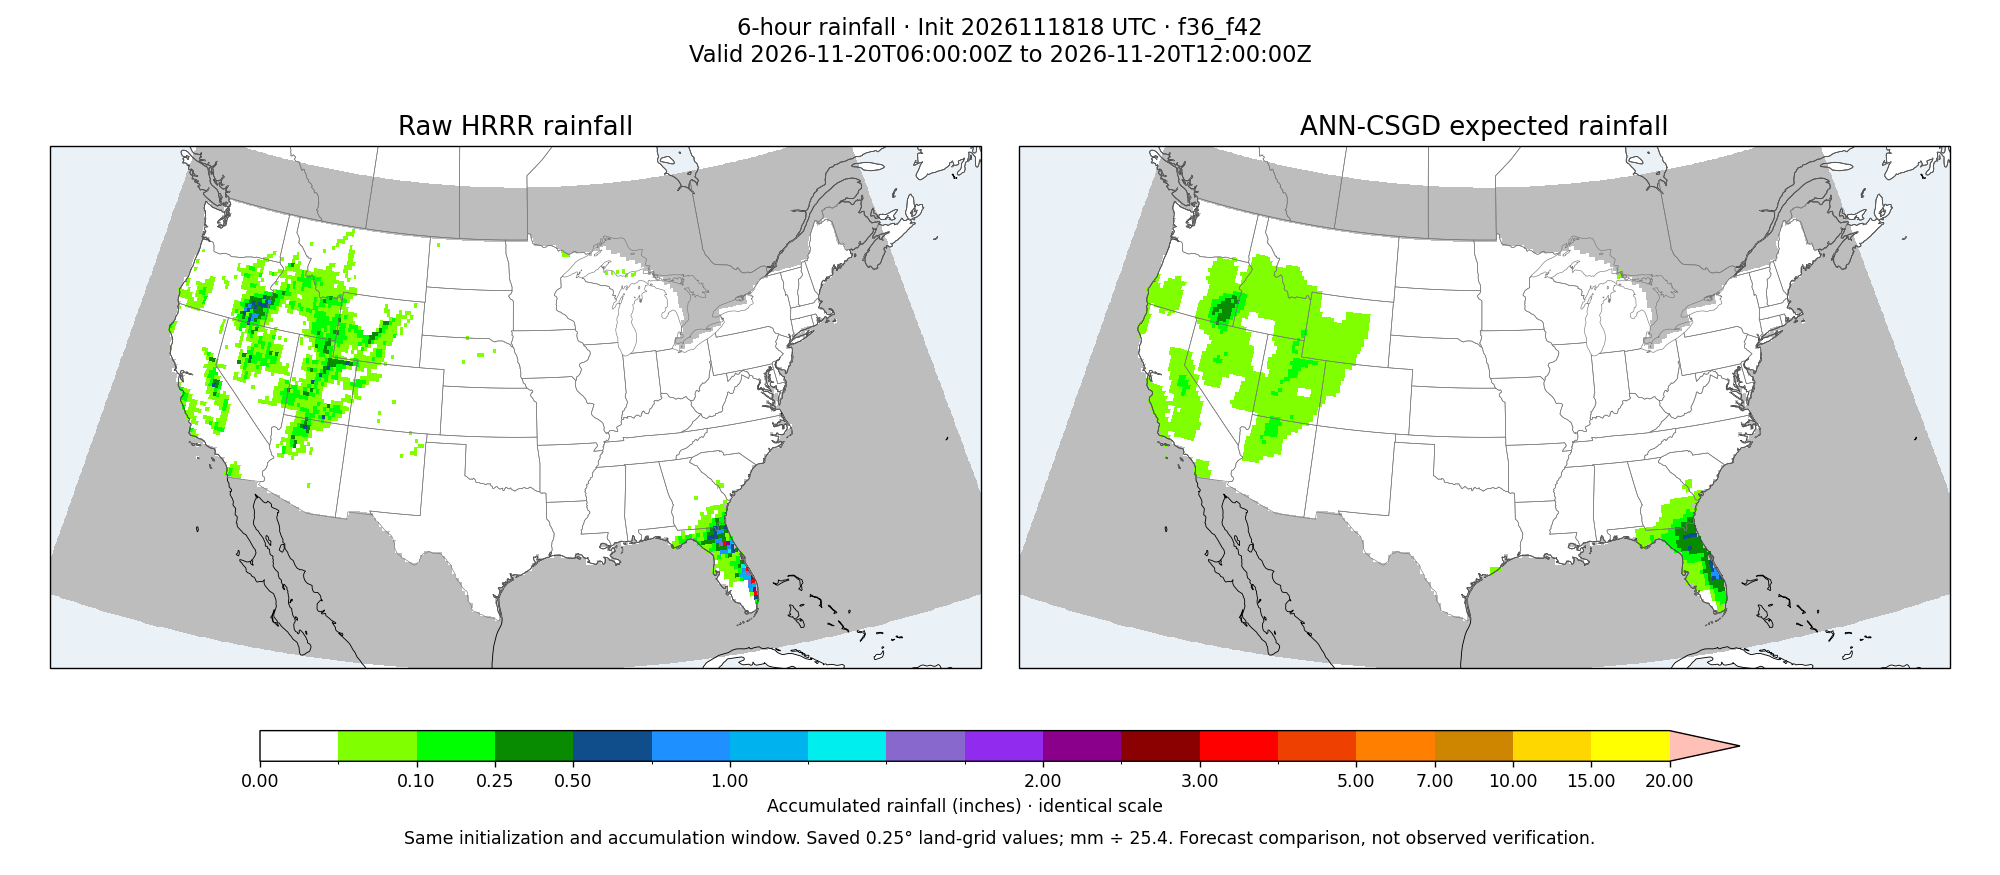 6-hour rainfall · Init 2026111818 UTC · f36_f42
Valid 2026-11-20T06:00:00Z to 2026-11-20T12:00:00Z
Raw HRRR rainfall
ANN-CSGD expected rainfall
0.00 0.10 0.25 0.50 1.00 2.00 3.00 5.00 7.00 10.00 15.00 20.00
Accumulated rainfall (inches) · identical scale
Same initialization and accumulation window. Saved 0.25° land-grid values; mm ÷ 25.4. Forecast comparison, not observed verification.